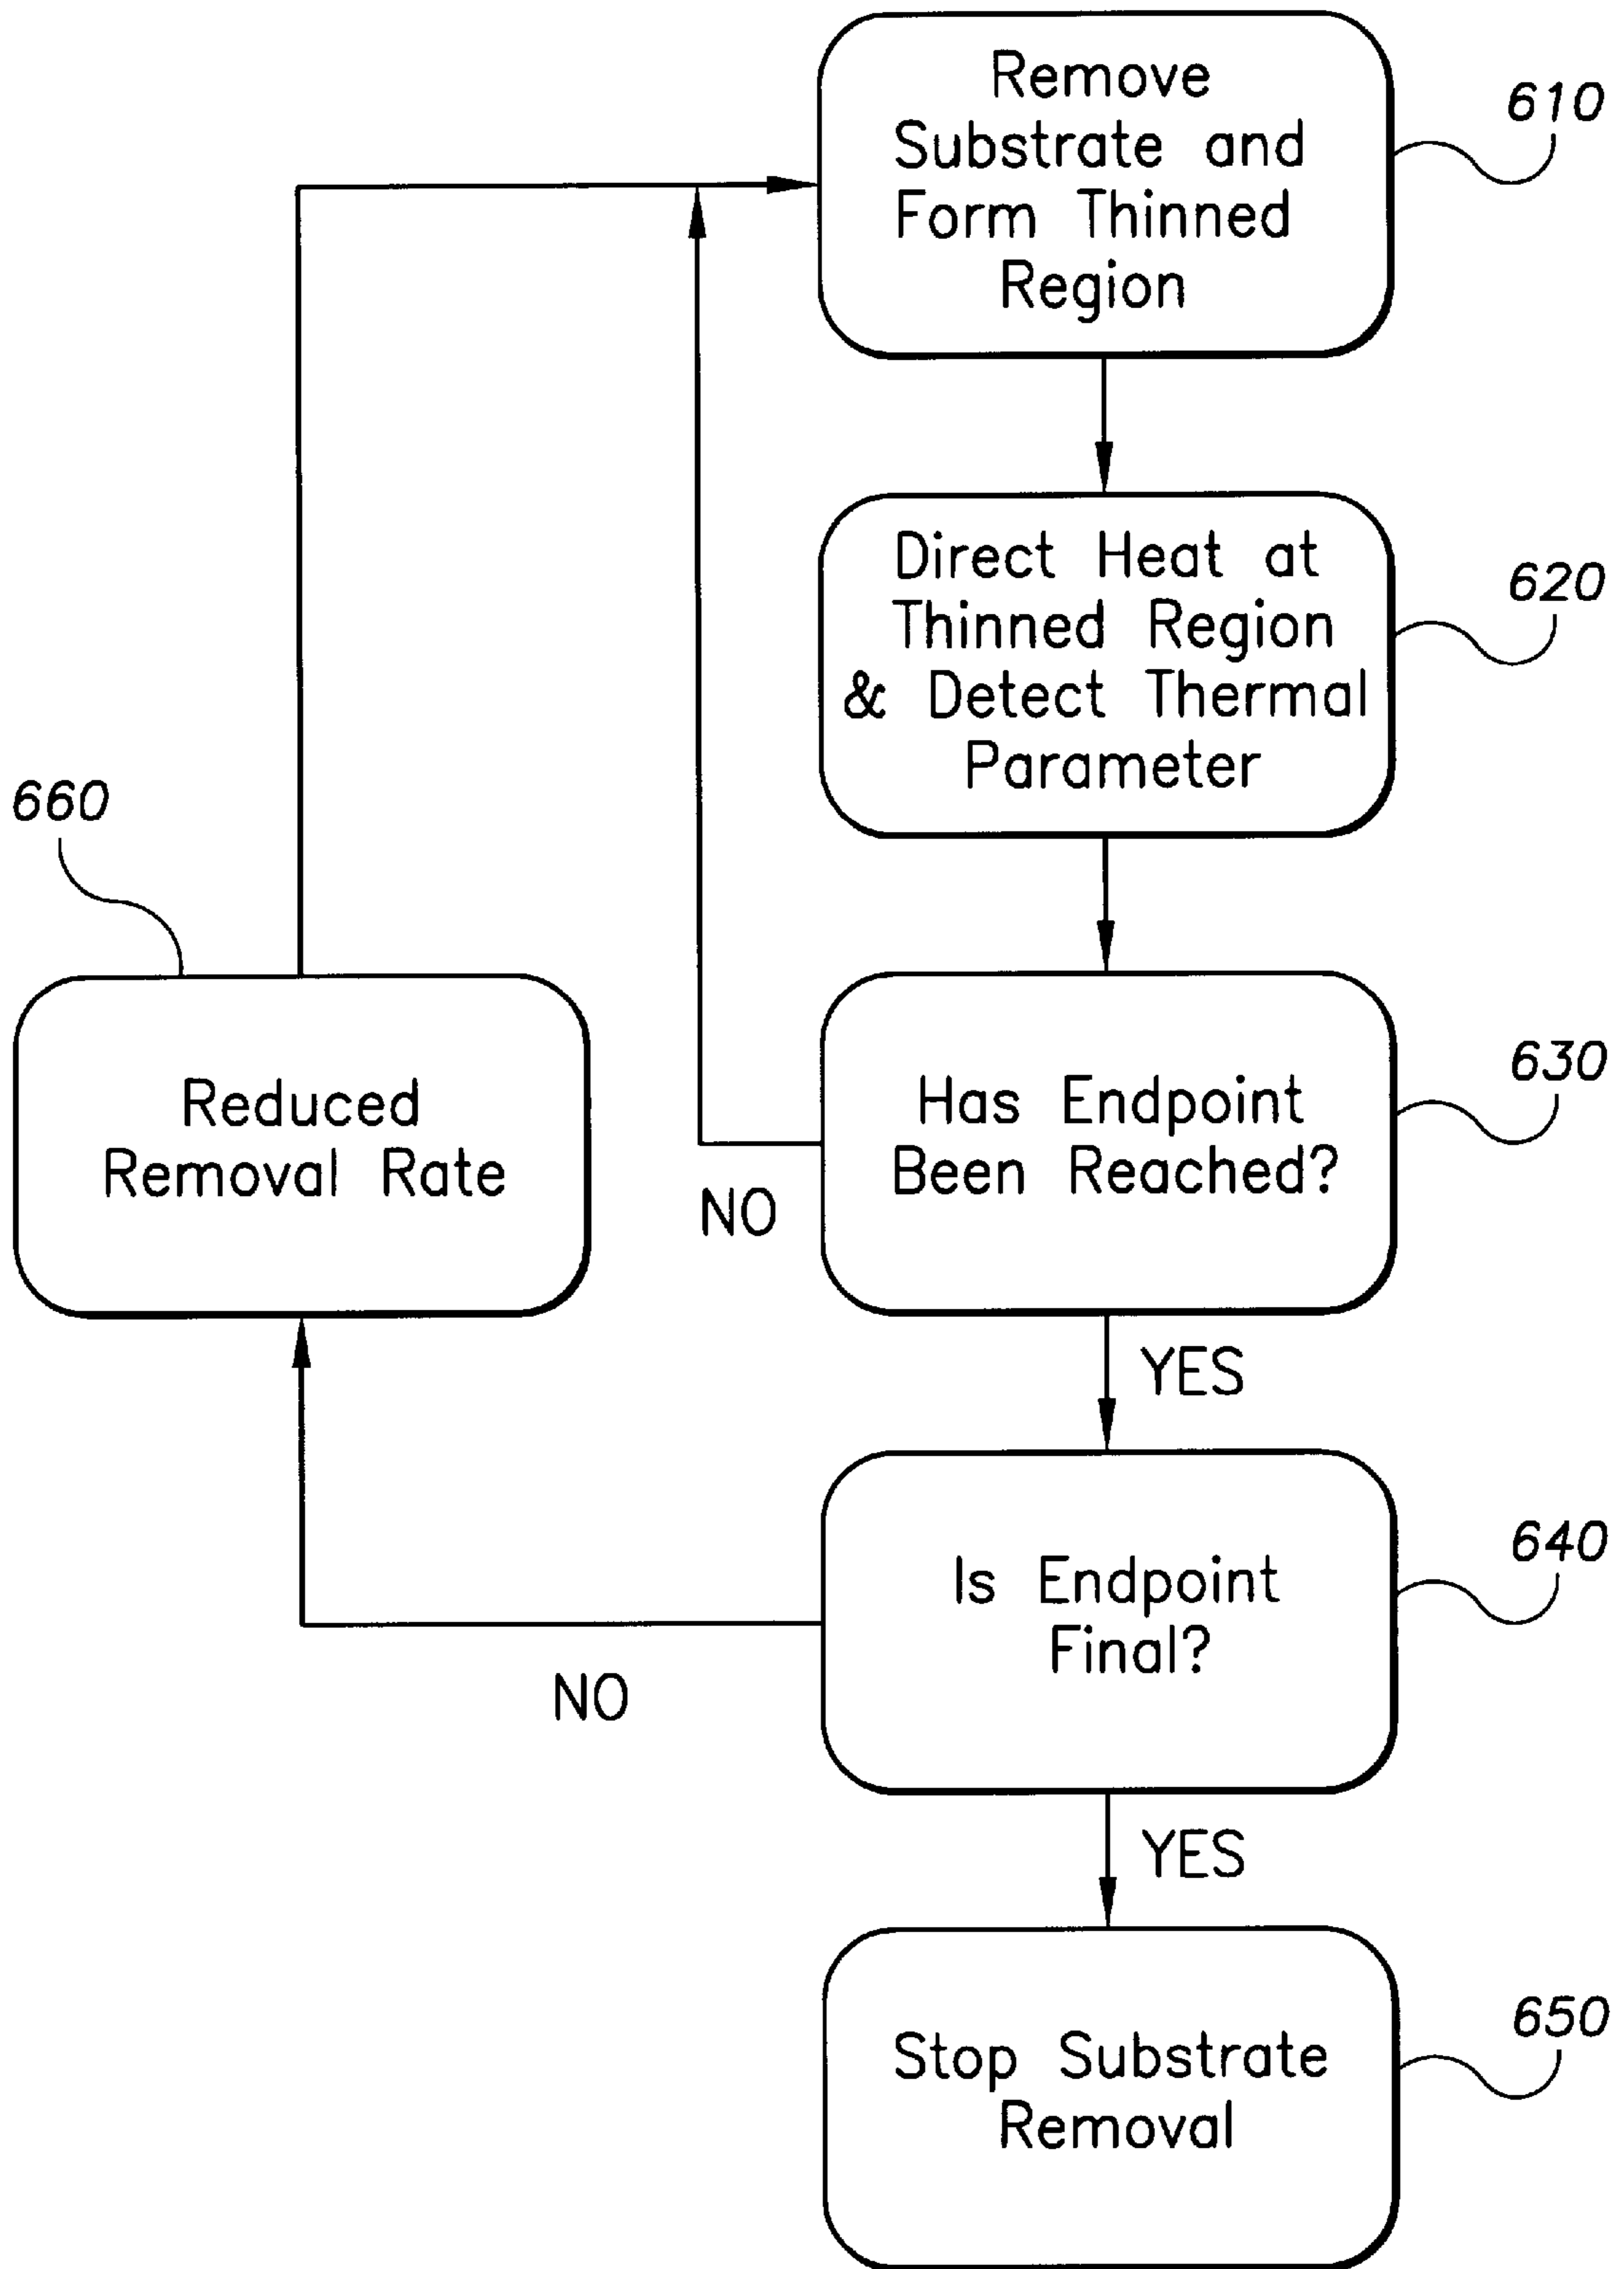 Remove
Substrate and
Form Thinned
Region
610
Direct Heat at
Thinned Region
& Detect Thermal
Parameter
620
660
Reduced
Removal Rate
Has Endpoint
Been Reached?
630
NO
YES
Is Endpoint
Final?
640
NO
YES
Stop Substrate
Removal
650